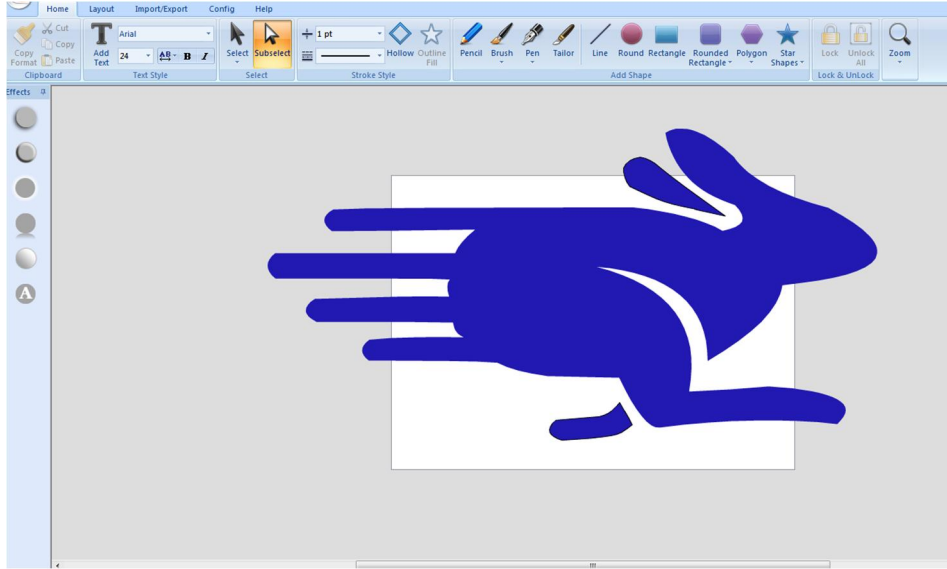 Home Layout Import/Export Config Help
Cut
Copy
Paste
Copy
Format
Clipboard
Add
Text
Arial
24 AB B I
Text Style
Select Subselect
Select
1 pt
Hollow Outline
Fill
Stroke Style
Pencil Brush Pen Tailor Line Round Rectangle Rounded
Rectangle Polygon Star
Shapes
Add Shape
Lock Unlock
All
Lock & UnLock
Zoom
Effects
A